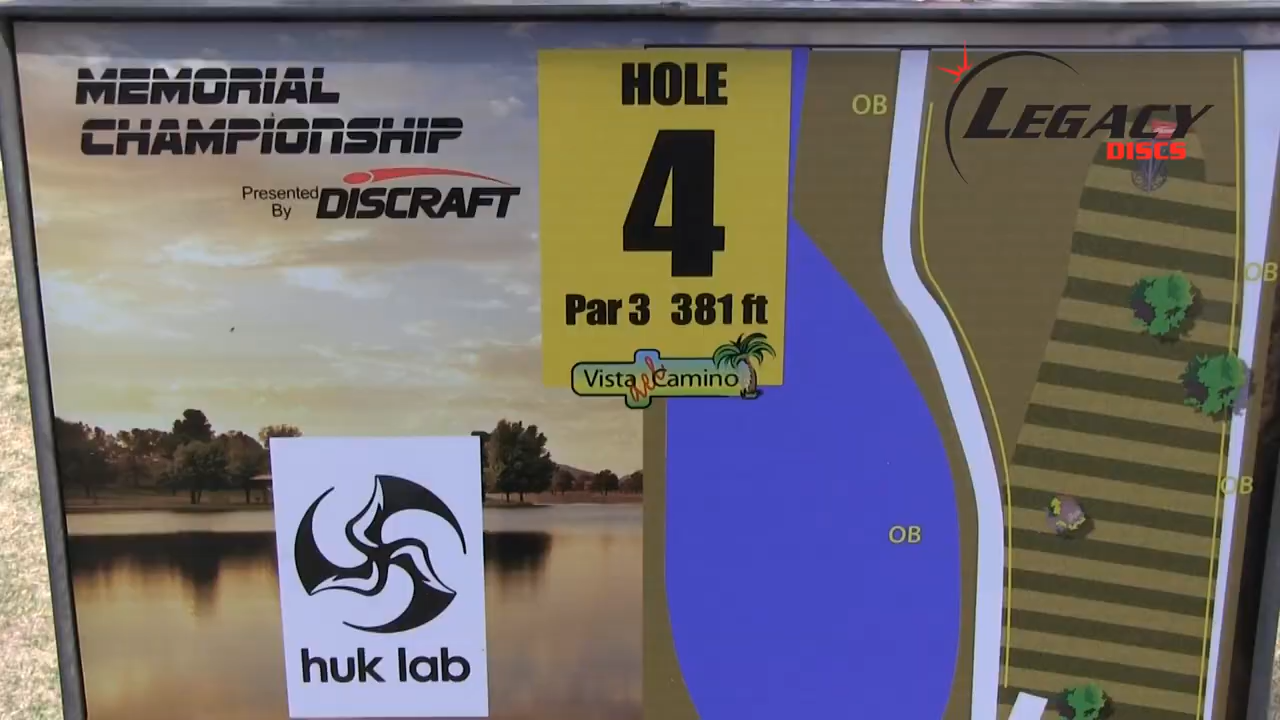 MEMORIAL
CHAMPIONSHIP
Presented
By
DISCRAFT
HOLE
4
Par 3 381 ft
Vista del Camino
huk lab
OB
LEGACY
DISCS
OB
OB
OB